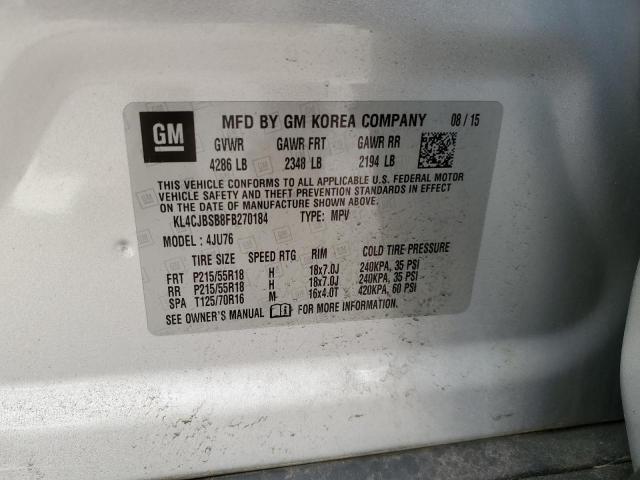 GM MFD BY GM KOREA COMPANY 08 / 15
GVWR GAWR FRT GAWR RR
4286 LB 2348 LB 2194 LB
THIS VEHICLE CONFORMS TO ALL APPLICABLE U.S. FEDERAL MOTOR
VEHICLE SAFETY AND THEFT PREVENTION STANDARDS IN EFFECT
ON THE DATE OF MANUFACTURE SHOWN ABOVE.
KL4CJBSB8FB270184 TYPE: MPV
MODEL : 4JU76
TIRE SIZE SPEED RTG RIM COLD TIRE PRESSURE
FRT P215/55R18 H 18x7.0J 240KPA, 35 PSI
RR P215/55R18 H 18x7.0J 240KPA, 35 PSI
SPA T125/70R16 M 16x4.0T 420KPA, 60 PSI
SEE OWNER'S MANUAL FOR MORE INFORMATION.